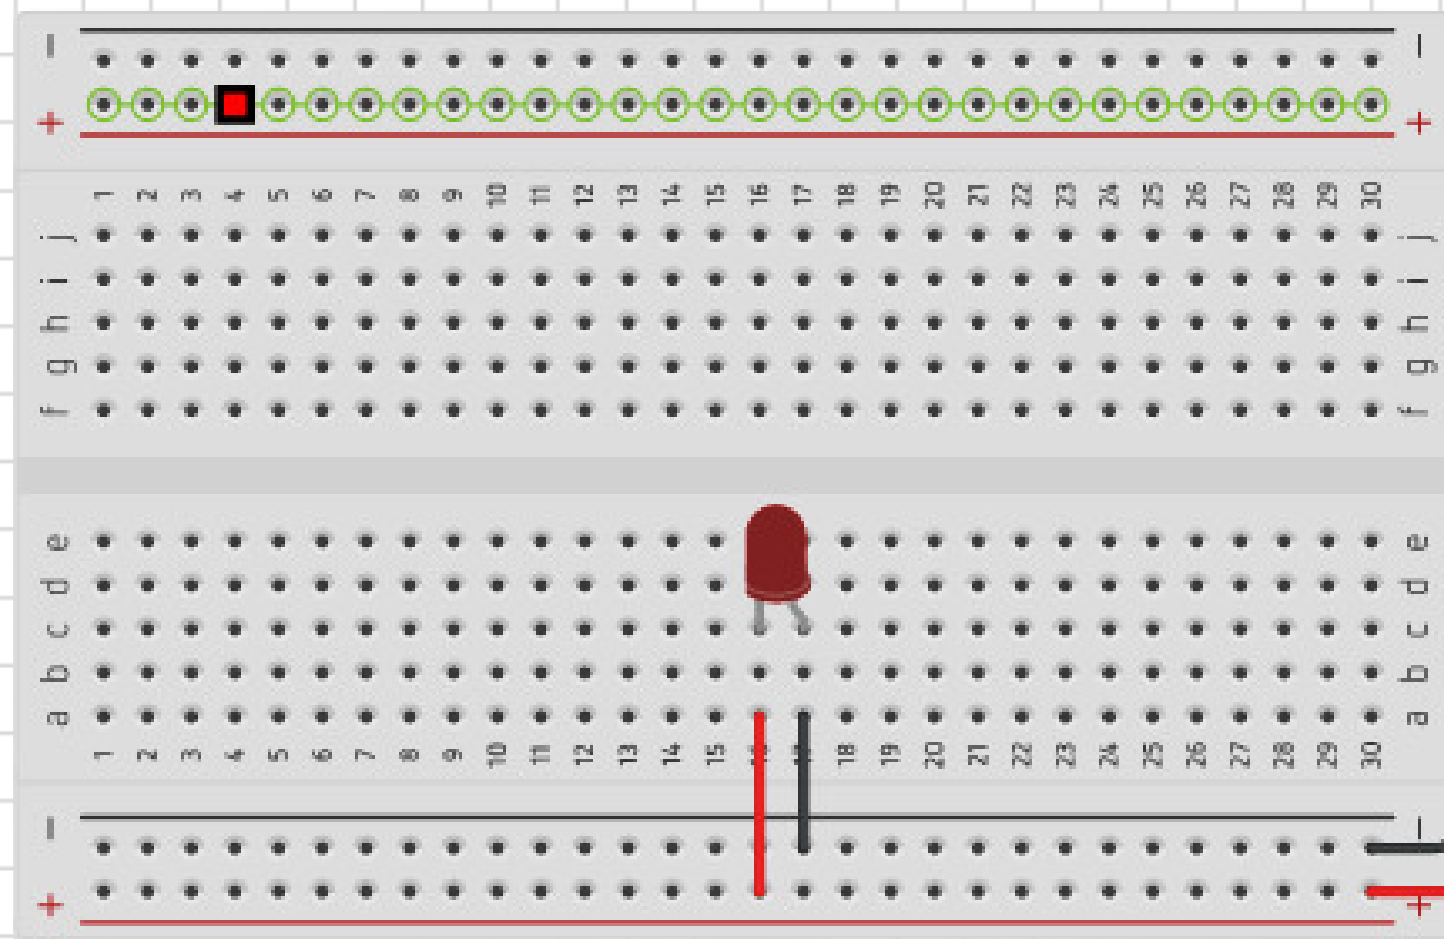 − −
+ +
1 2 3 4 5 6 7 8 9 10 11 12 13 14 15 16 17 18 19 20 21 22 23 24 25 26 27 28 29 30
j j
i i
h h
g g
f f
e e
d d
c c
b b
a a
1 2 3 4 5 6 7 8 9 10 11 12 13 14 15 18 19 20 21 22 23 24 25 26 27 28 29 30
− −
+ +